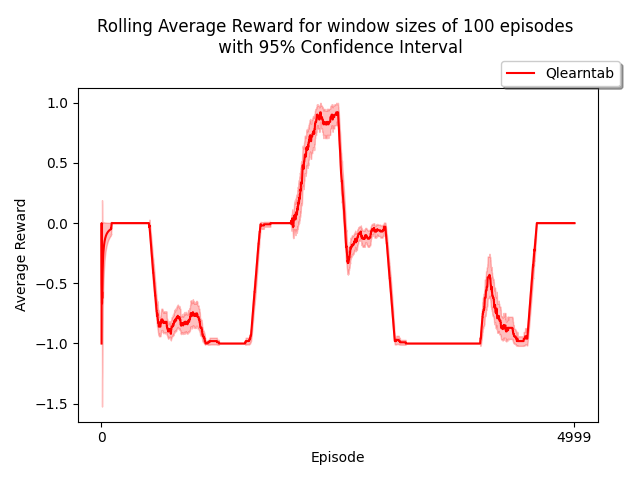 Rolling Average Reward for window sizes of 100 episodes
with 95% Confidence Interval
Qlearntab
1.0
0.5
0.0
−0.5
−1.0
−1.5
Average Reward
0
4999
Episode